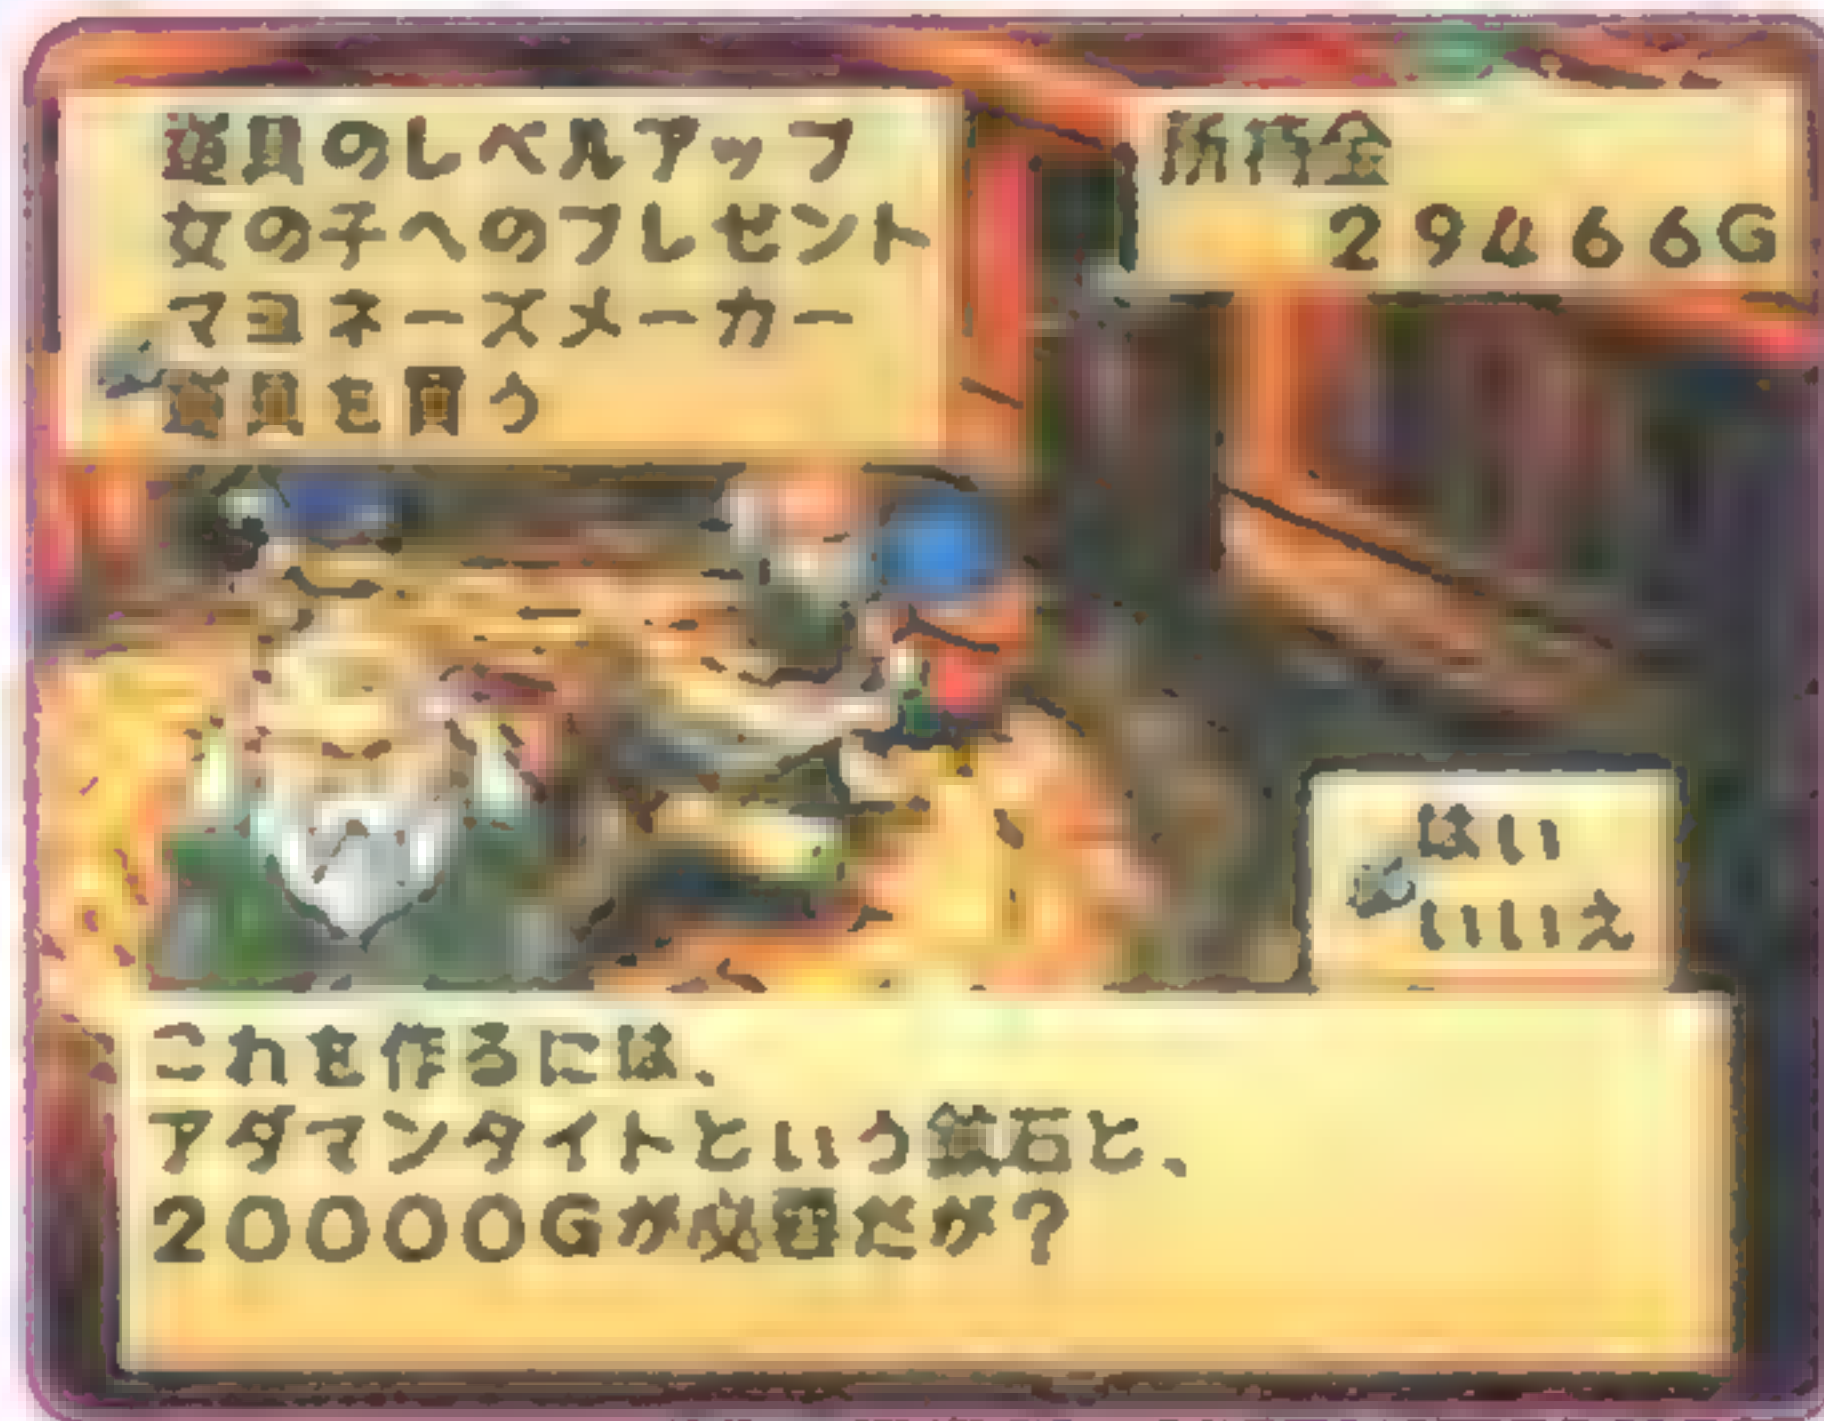 道具のレベルアップ
女の子へのプレゼント
マヨネーズメーカー
道具を買う
所持金
29466G
はい
いいえ
これを作るには、
アダマンタイトという鉱石と、
20000Gが必要だが？